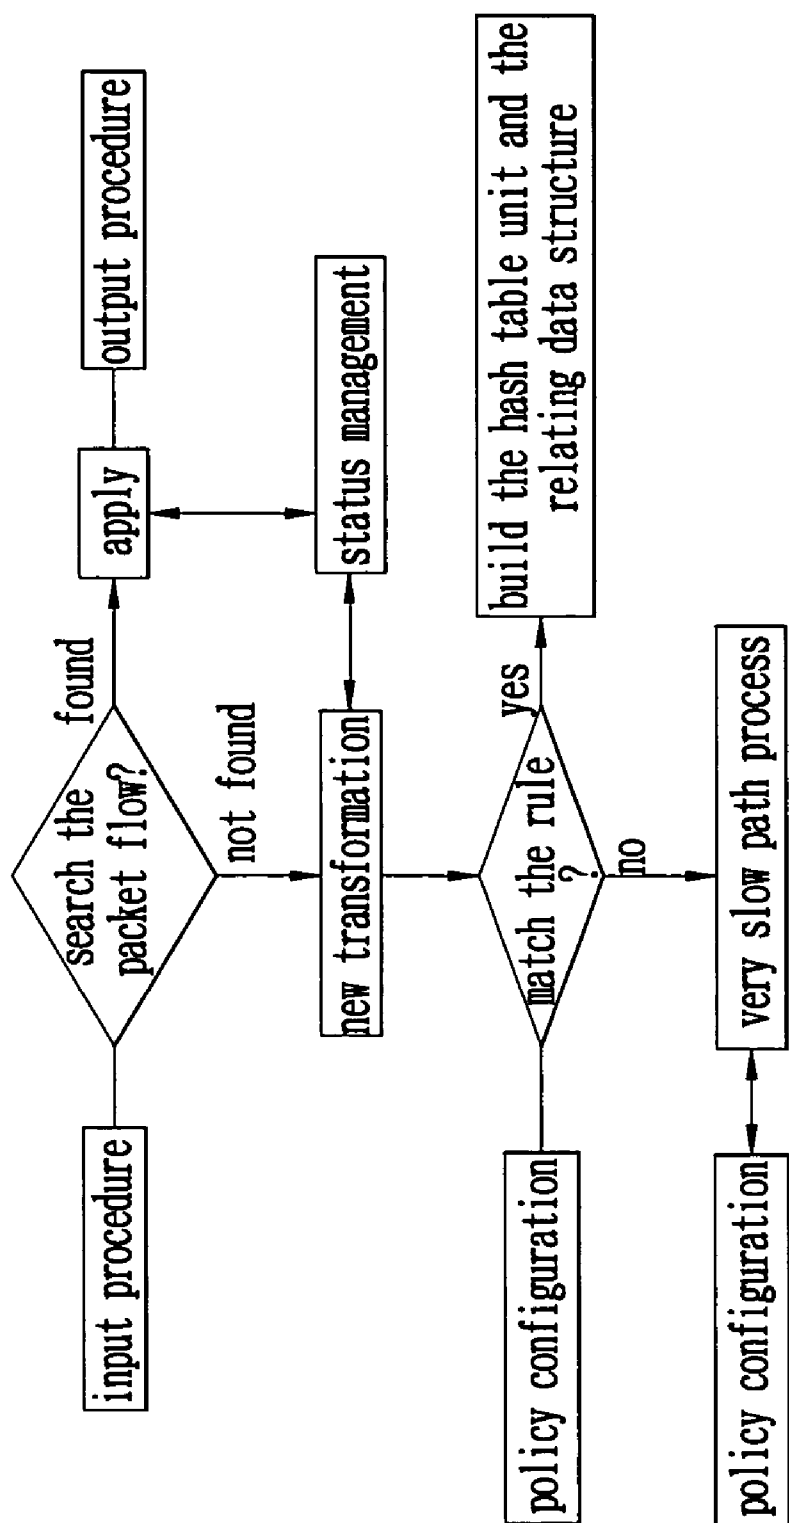 input procedure
search the
packet flow?
found
apply
output procedure
not found
new transformation
status management
policy configuration
match the rule
?
yes
build the hash table unit and the
relating data structure
no
policy configuration
very slow path process